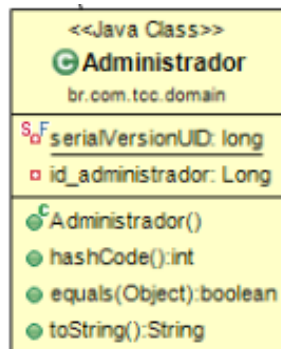 <<Java Class>>
Administrador
br.com.tcc.domain
serialVersionUID: long
id_administrador: Long
Administrador()
hashCode():int
equals(Object):boolean
toString():String